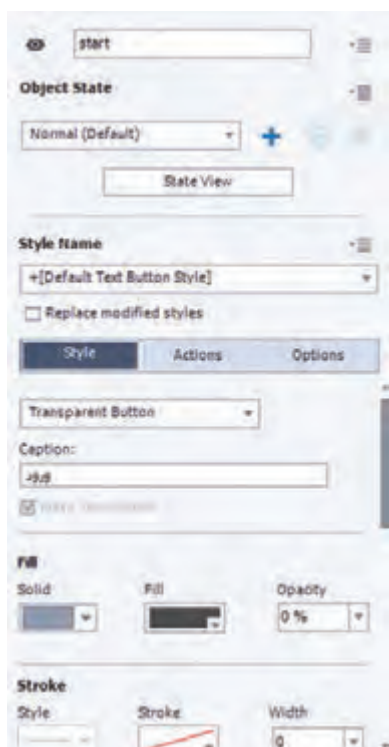 start
Object State
Normal (Default)
State View
Style Name
+[Default Text Button Style]
Replace modified styles
Style Actions Options
Transparent Button
Caption:
Fill
Solid Fill Opacity
0 %
Stroke
Style Stroke Width
0